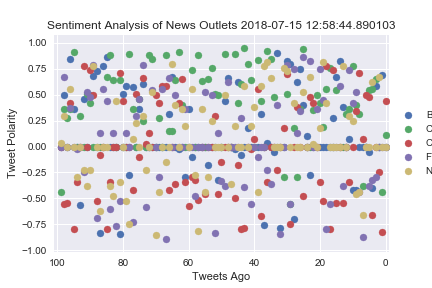 Sentiment Analysis of News Outlets 2018-07-15 12:58:44.890103
1.00
0.75
0.50
0.25
0.00
−0.25
−0.50
−0.75
−1.00
Tweet Polarity
100
80
60
40
20
0
Tweets Ago
B
C
C
F
N